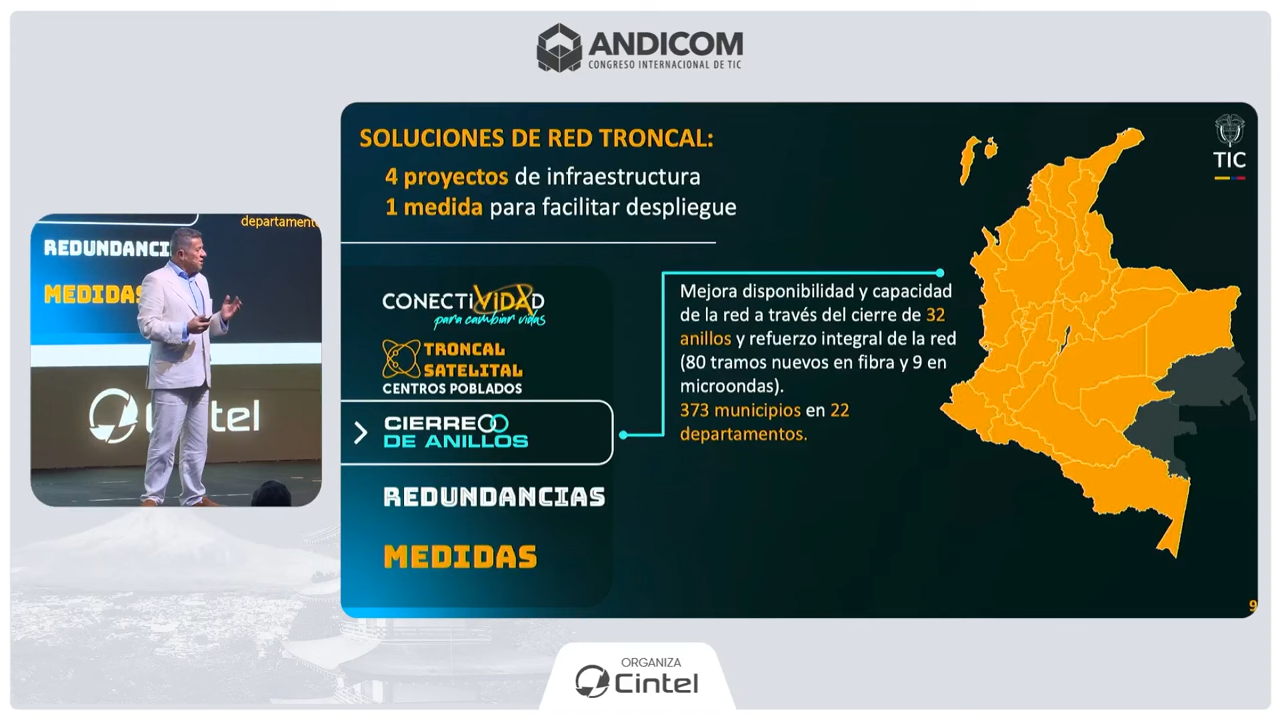 ANDICOM
CONGRESO INTERNACIONAL DE TIC
SOLUCIONES DE RED TRONCAL:
4 proyectos de infraestructura
1 medida para facilitar despliegue
TIC
CONECTIVIDAD
para cambiar vidas
TRONCAL
SATELITAL
CENTROS POBLADOS
CIERRE
DE ANILLOS
REDUNDANCIAS
MEDIDAS
Mejora disponibilidad y capacidad
de la red a través del cierre de 32
anillos y refuerzo integral de la red
(80 tramos nuevos en fibra y 9 en
microondas).
373 municipios en 22
departamentos.
9
departament
REDUNDANCI
MEDIDAS
Cintel
ORGANIZA
Cintel